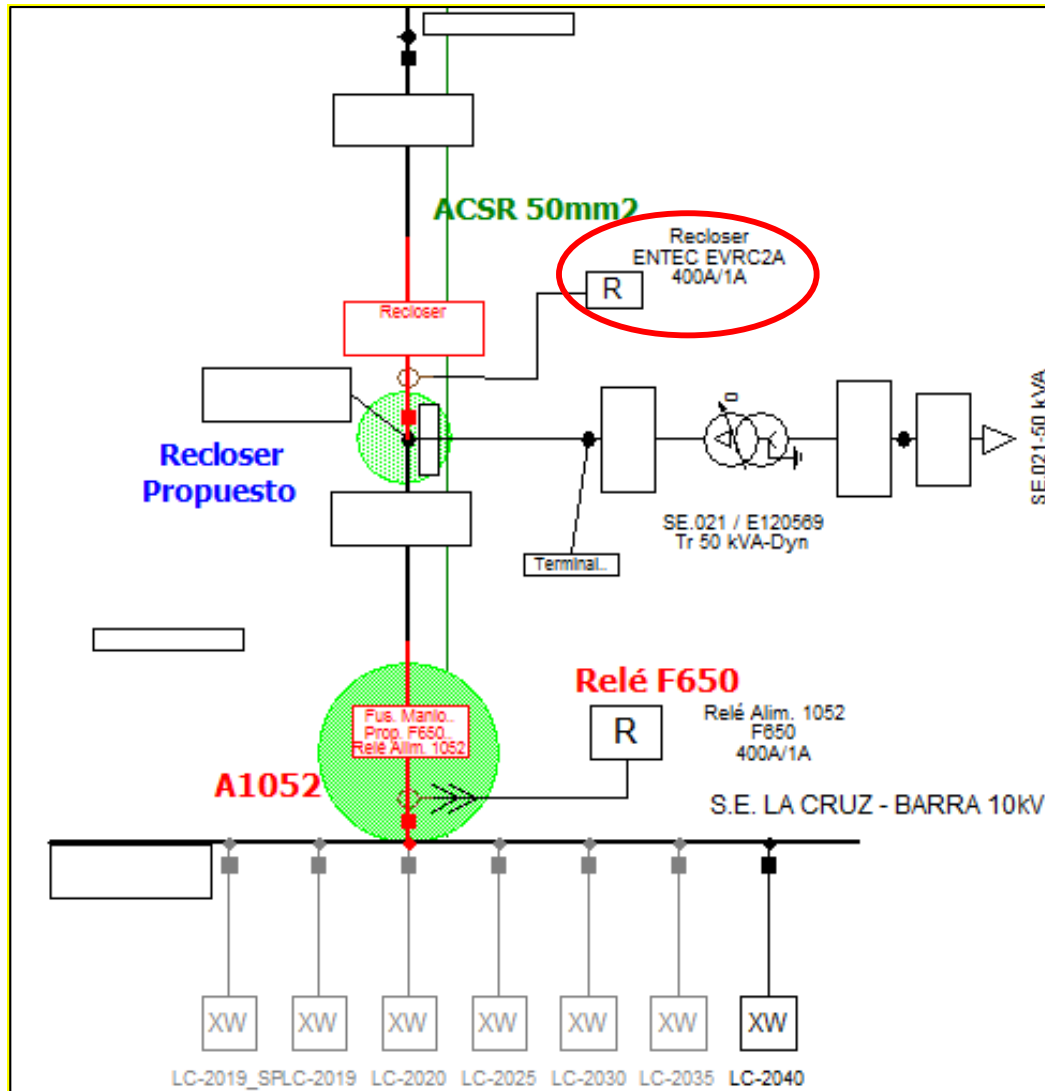 ACSR 50mm2
Recloser
ENTEC EVRC2A
400A/1A
R
Recloser
Recloser
Propuesto
SE.021-50 kVA
SE.021 / E120569
Tr 50 kVA-Dyn
Terminal..
Relé F650
Fus. Manlo..
Prop. F650..
Relé Alim. 1052
R
Relé Alim. 1052
F650
400A/1A
A1052
S.E. LA CRUZ - BARRA 10kV
XW
XW
XW
XW
XW
XW
XW
LC-2019_SP
LC-2019
LC-2020
LC-2025
LC-2030
LC-2035
LC-2040